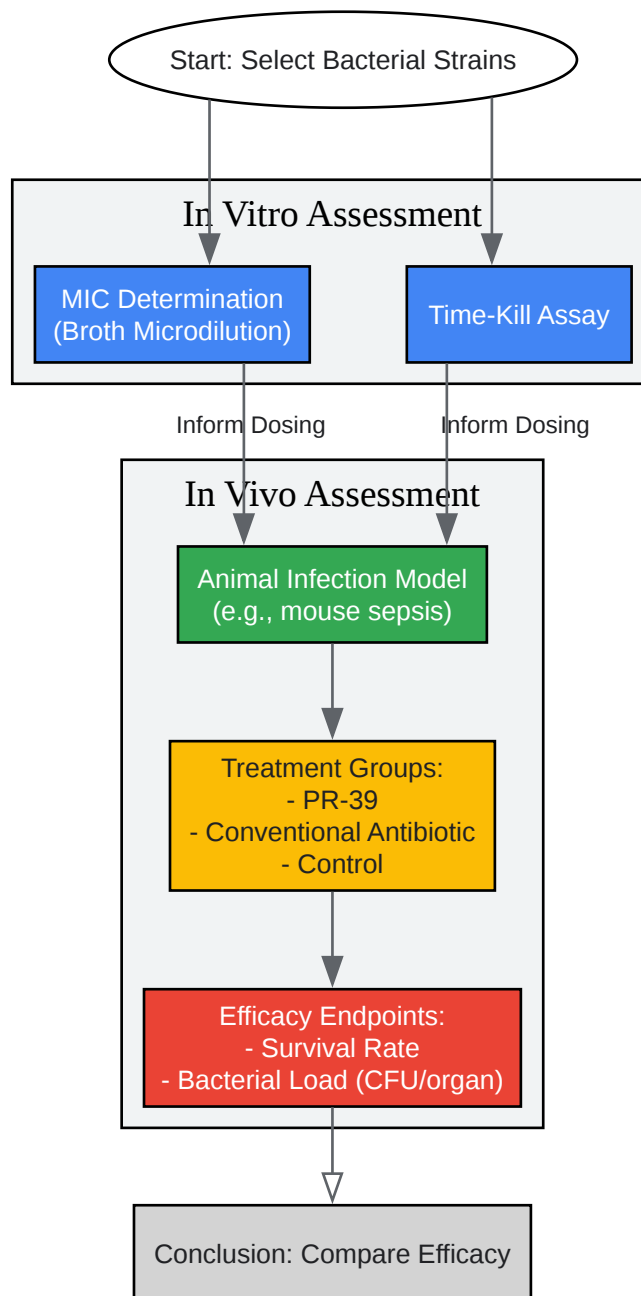 Start: Select Bacterial Strains
In Vitro Assessment
MIC Determination
(Broth Microdilution)
Time-Kill Assay
Inform Dosing
Inform Dosing
In Vivo Assessment
Animal Infection Model
(e.g., mouse sepsis)
Treatment Groups:
- PR-39
- Conventional Antibiotic
- Control
Efficacy Endpoints:
- Survival Rate
- Bacterial Load (CFU/organ)
Conclusion: Compare Efficacy